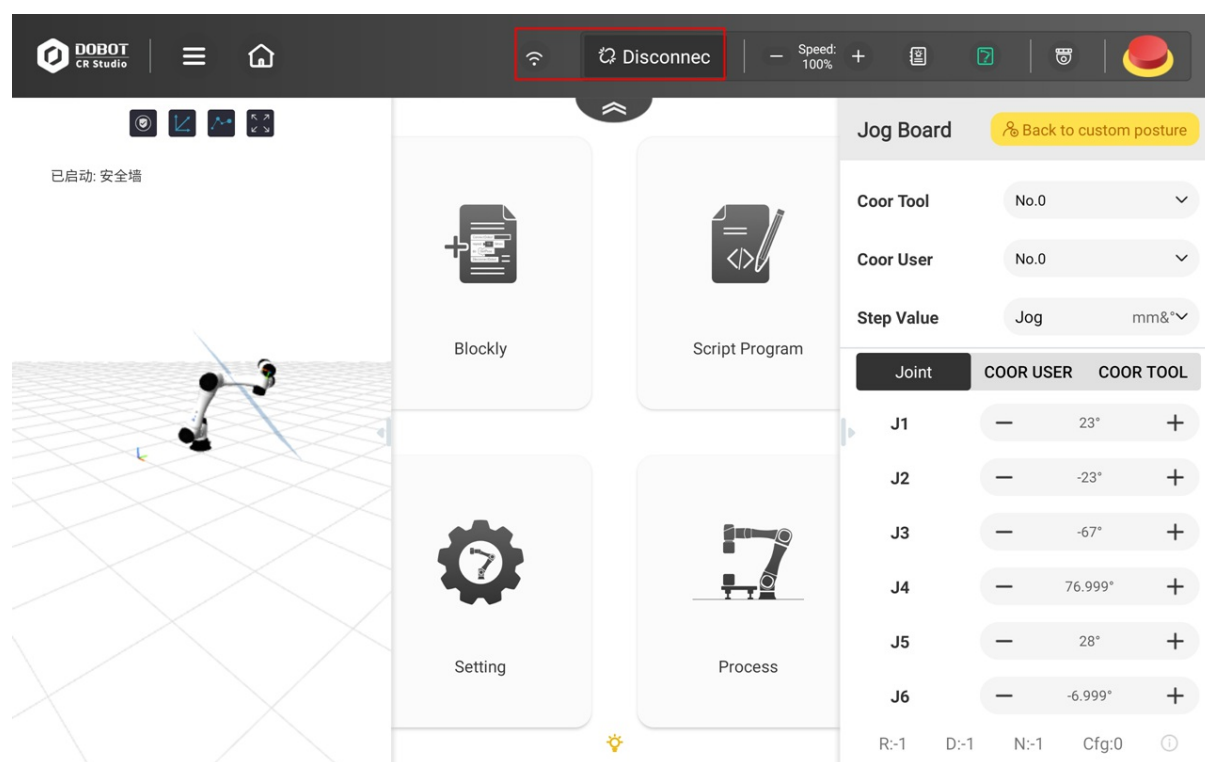 DOBOT
CR Studio
Disconnec
Speed:
100%
已启动: 安全墙
Blockly
Script Program
Setting
Process
Jog Board
Back to custom posture
Coor Tool
No.0
Coor User
No.0
Step Value
Jog
mm&°
Joint
COOR USER
COOR TOOL
J1
23°
J2
-23°
J3
-67°
J4
76.999°
J5
28°
J6
-6.999°
R:-1 D:-1 N:-1 Cfg:0